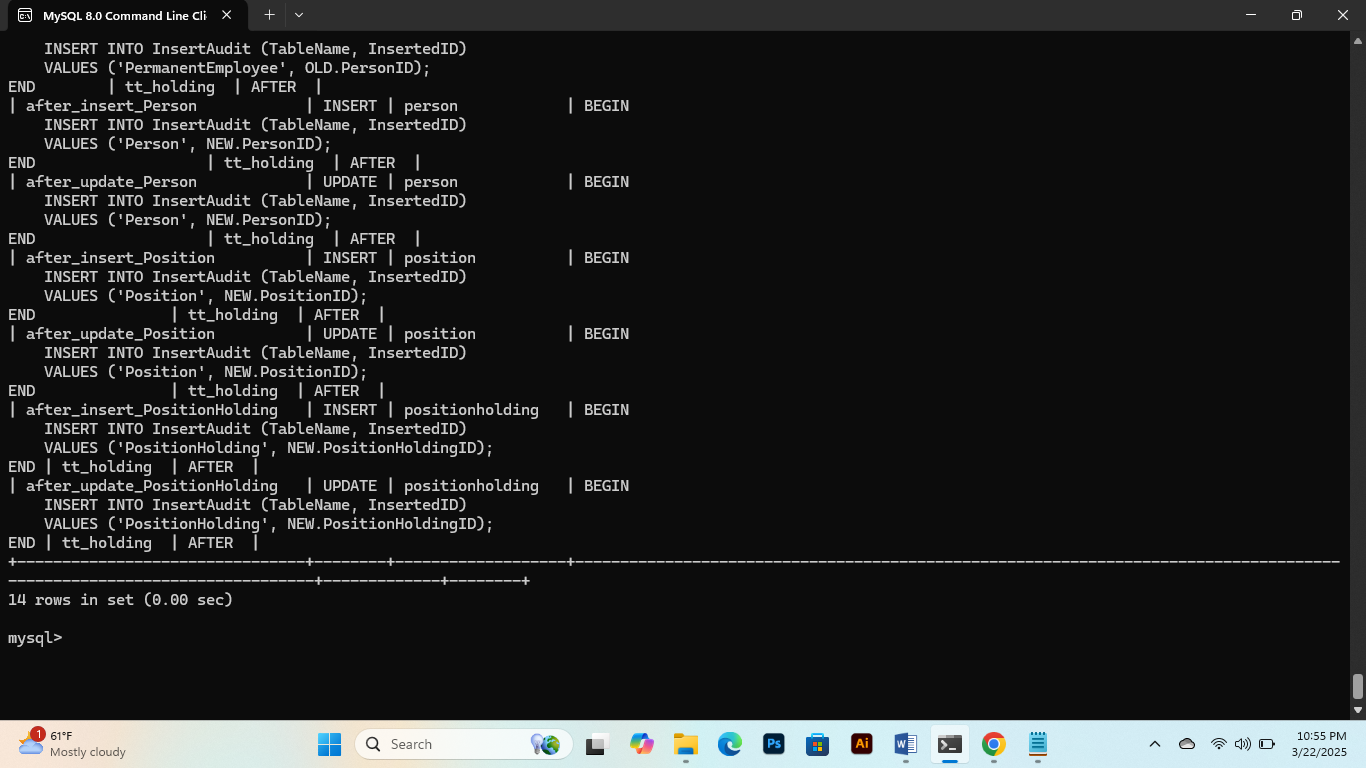 MySQL 8.0 Command Line Cli
    INSERT INTO InsertAudit (TableName, InsertedID)
    VALUES ('PermanentEmployee', OLD.PersonID);
END        | tt_holding  | AFTER  |
| after_insert_Person            | INSERT | person            | BEGIN
    INSERT INTO InsertAudit (TableName, InsertedID)
    VALUES ('Person', NEW.PersonID);
END                   | tt_holding  | AFTER  |
| after_update_Person            | UPDATE | person            | BEGIN
    INSERT INTO InsertAudit (TableName, InsertedID)
    VALUES ('Person', NEW.PersonID);
END                   | tt_holding  | AFTER  |
| after_insert_Position          | INSERT | position          | BEGIN
    INSERT INTO InsertAudit (TableName, InsertedID)
    VALUES ('Position', NEW.PositionID);
END               | tt_holding  | AFTER  |
| after_update_Position          | UPDATE | position          | BEGIN
    INSERT INTO InsertAudit (TableName, InsertedID)
    VALUES ('Position', NEW.PositionID);
END               | tt_holding  | AFTER  |
| after_insert_PositionHolding   | INSERT | positionholding   | BEGIN
    INSERT INTO InsertAudit (TableName, InsertedID)
    VALUES ('PositionHolding', NEW.PositionHoldingID);
END | tt_holding  | AFTER  |
| after_update_PositionHolding   | UPDATE | positionholding   | BEGIN
    INSERT INTO InsertAudit (TableName, InsertedID)
    VALUES ('PositionHolding', NEW.PositionHoldingID);
END | tt_holding  | AFTER  |
+--------------------------------+--------+-------------------+-------------------------------------------------------------------------------------
----------------------------------+-------------+--------+
14 rows in set (0.00 sec)
mysql>
1
61°F
Mostly cloudy
Search
Ps
Ai
W
10:55 PM
3/22/2025